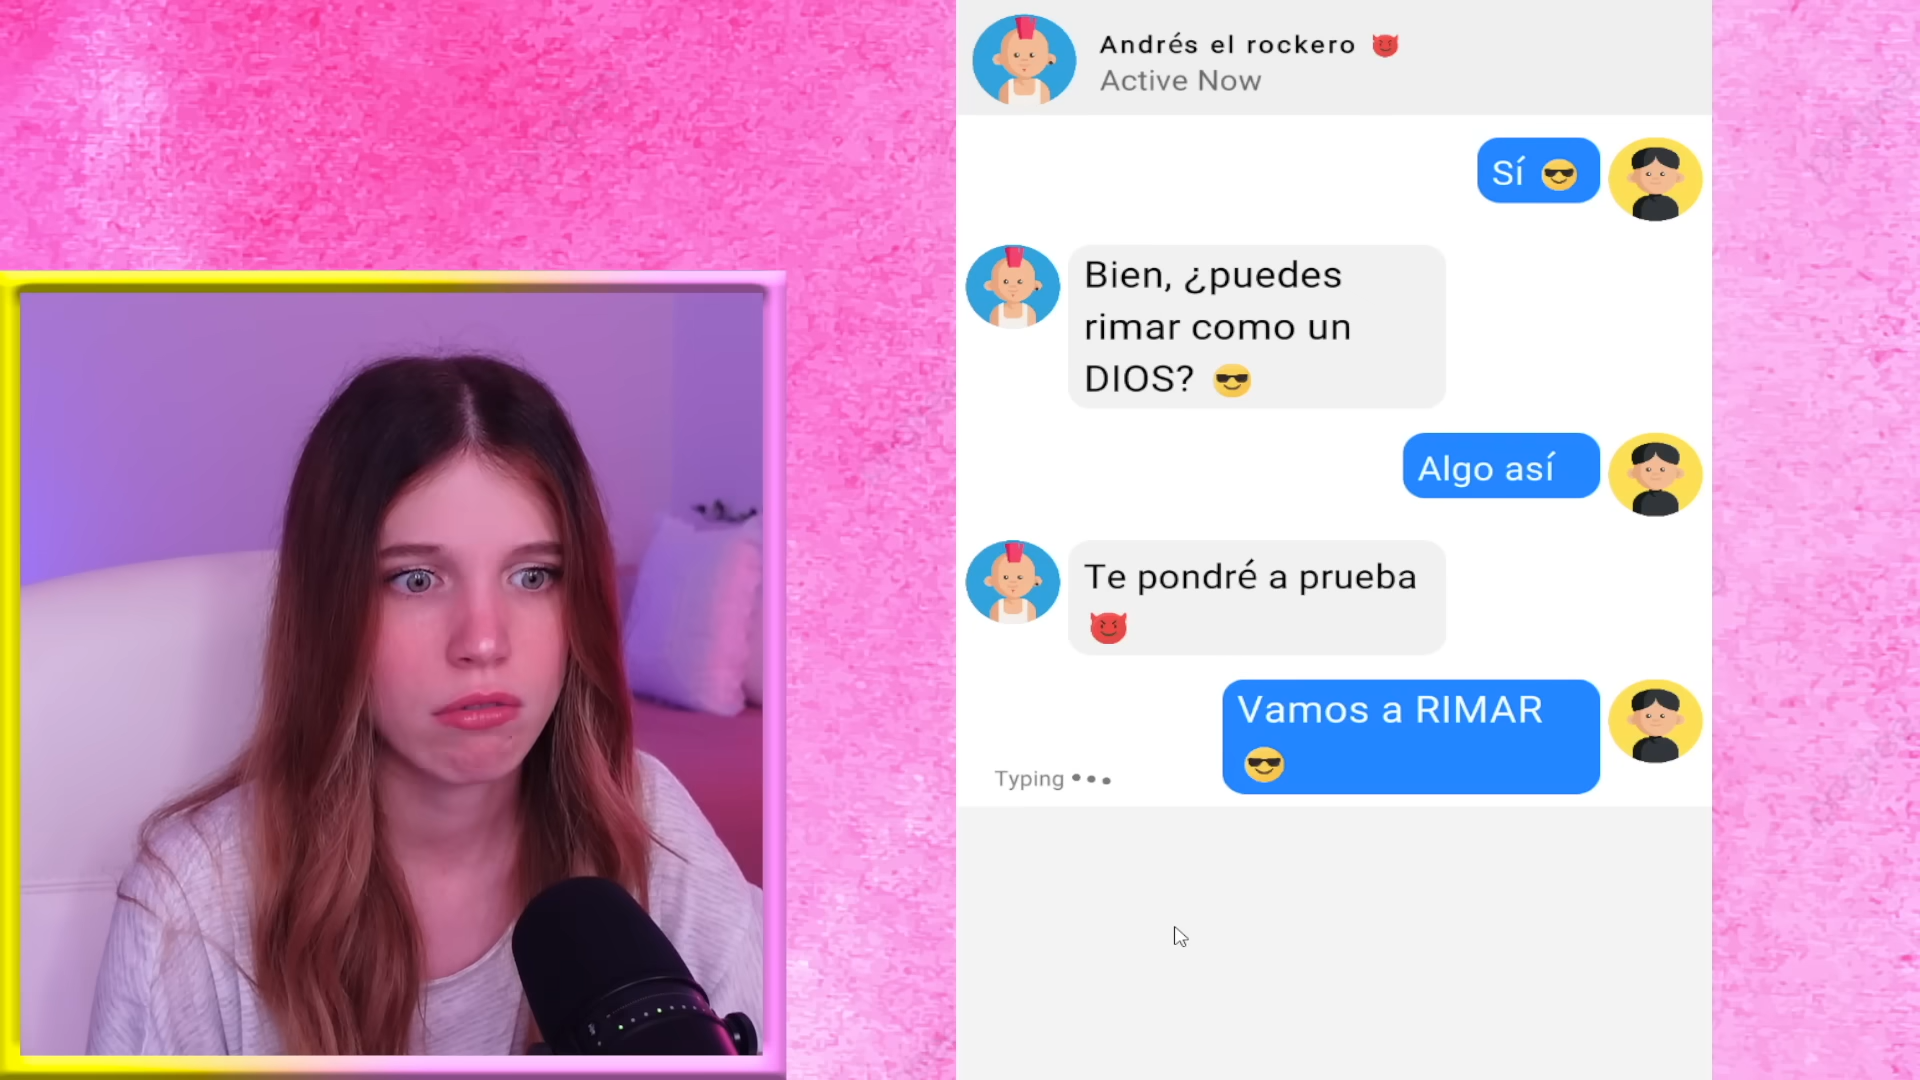 Andrés el rockero 😈
Active Now
Sí 😎
Bien, ¿puedes
rimar como un
DIOS? 😎
Algo así
Te pondré a prueba
😈
Vamos a RIMAR
😎
Typing •••